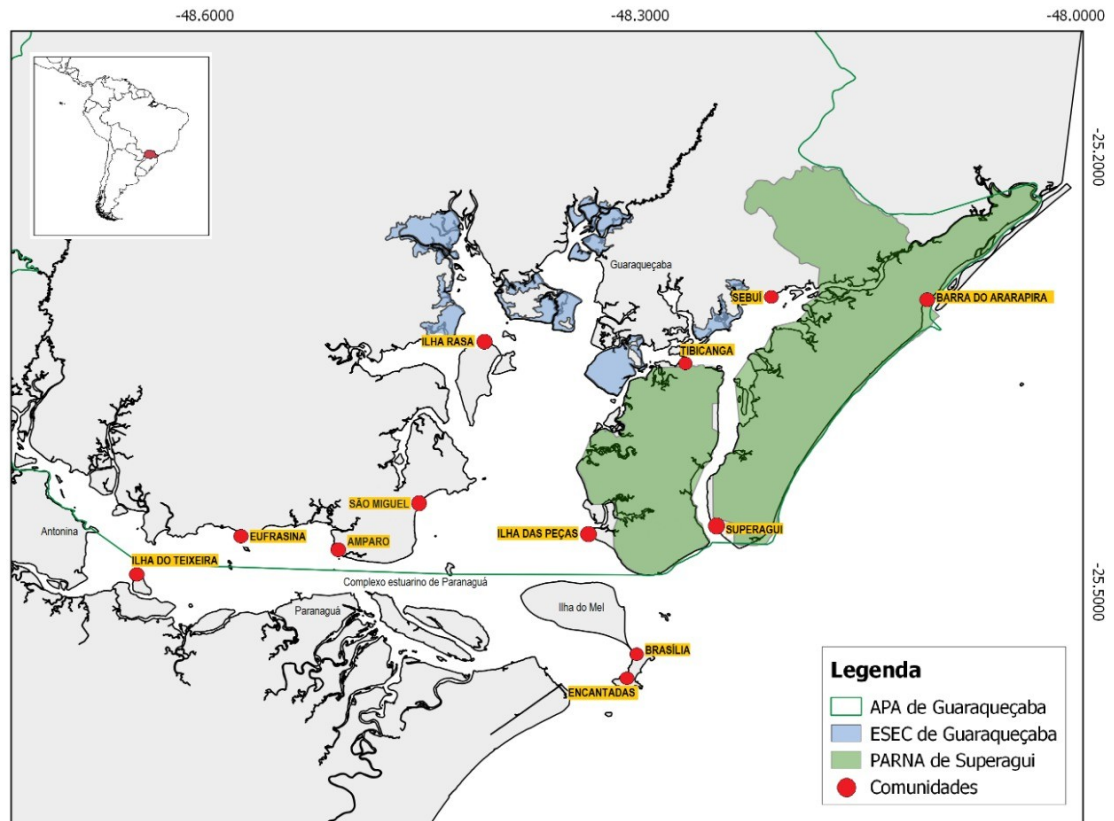 -48.6000
-48.3000
-48.0000
-25.2000
Guaraqueçaba
SEBUÍ
BARRA DO ARARAPIRA
ILHA RASA
TIBICANGA
SÃO MIGUEL
Antonina
EUFRASINA
AMPARO
ILHA DAS PEÇAS
SUPERAGUI
ILHA DO TEIXEIRA
Complexo estuarino de Paranaguá
-25.5000
Paranaguá
Ilha do Mel
BRASÍLIA
ENCANTADAS
Legenda
APA de Guaraqueçaba
ESEC de Guaraqueçaba
PARNA de Superagui
Comunidades